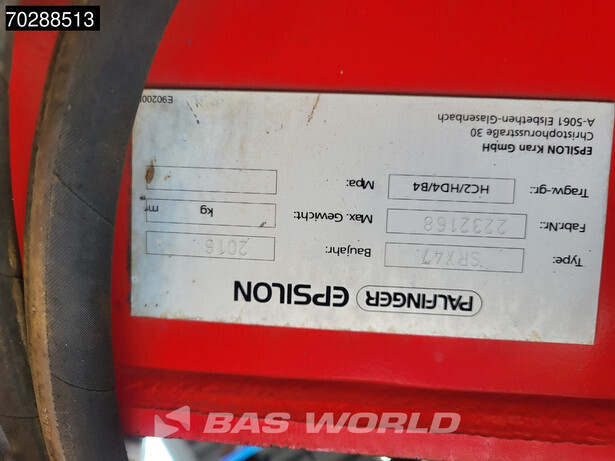 70288513
PALFINGER EPSILON
Type: SRX47 Baujahr: 2016
Fabr.Nr.: 2232168 Max. Gewicht: kg m
Tragw-gr.: HC2/HD4/B4 Mpa:
EPSILON Kran GmbH
Christophorusstraße 30
A-5061 Elsbethen-Glasenbach
BAS WORLD